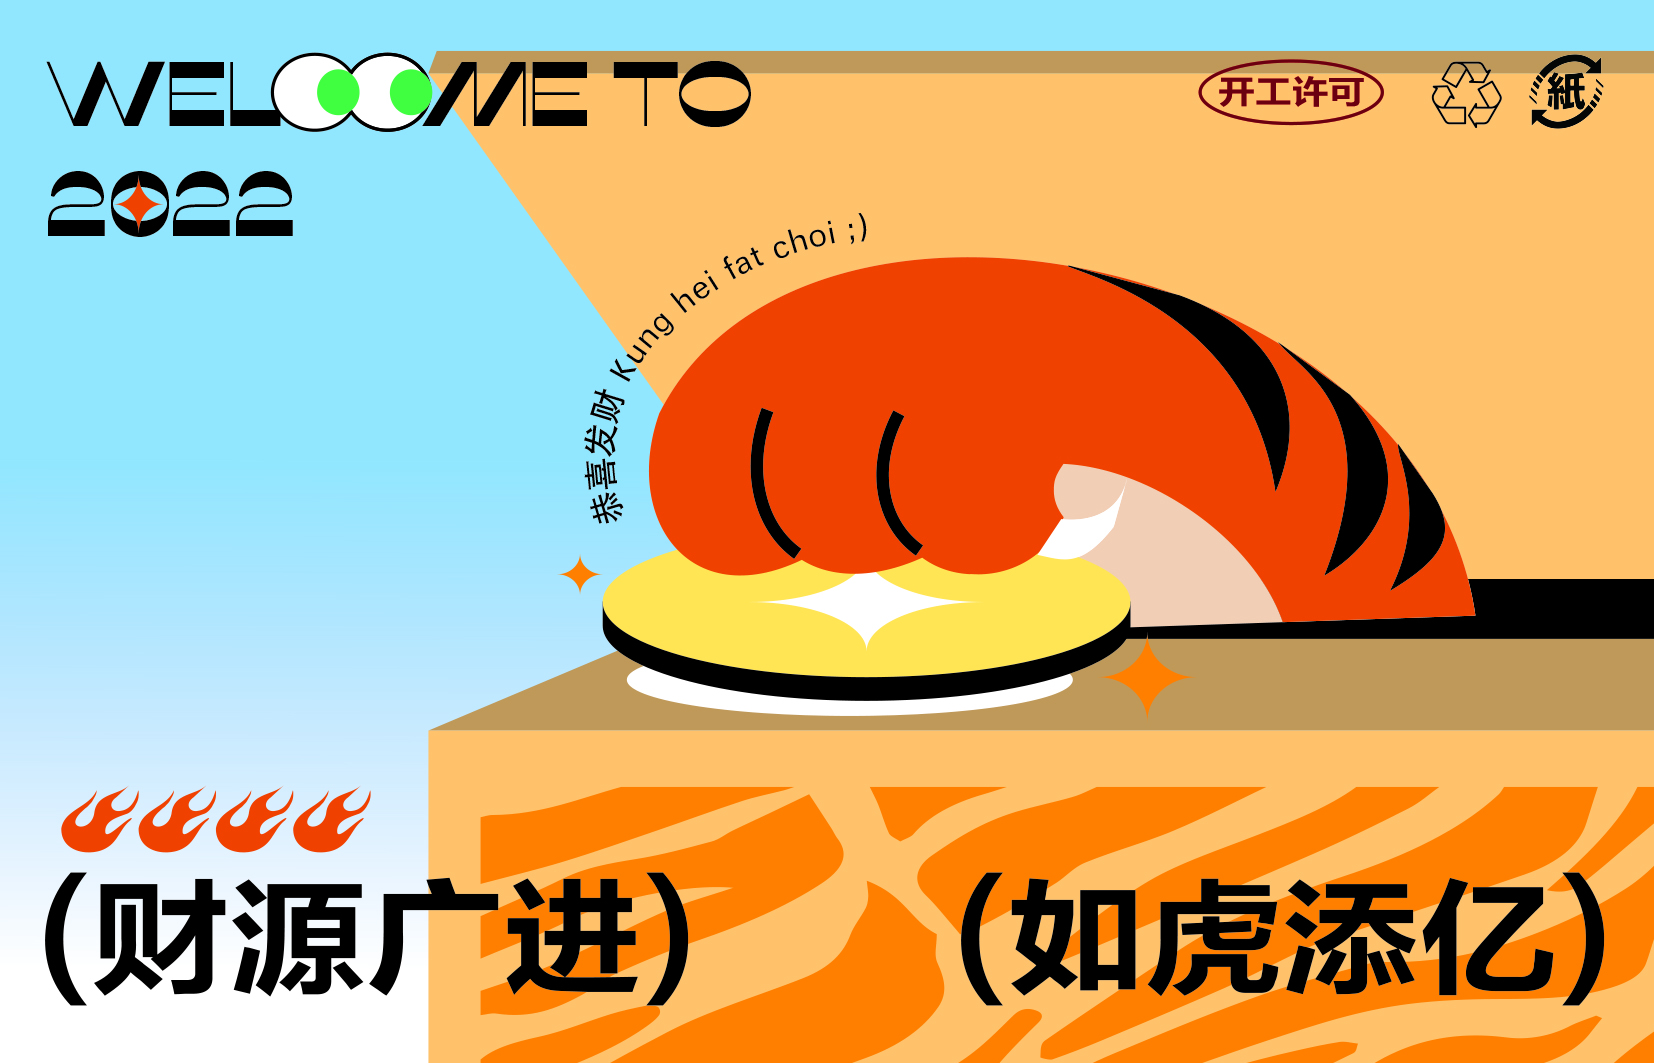 WELCOME TO
2022
开工许可
紙
恭喜发财 Kung hei fat choi ;)
(财源广进)
(如虎添亿)